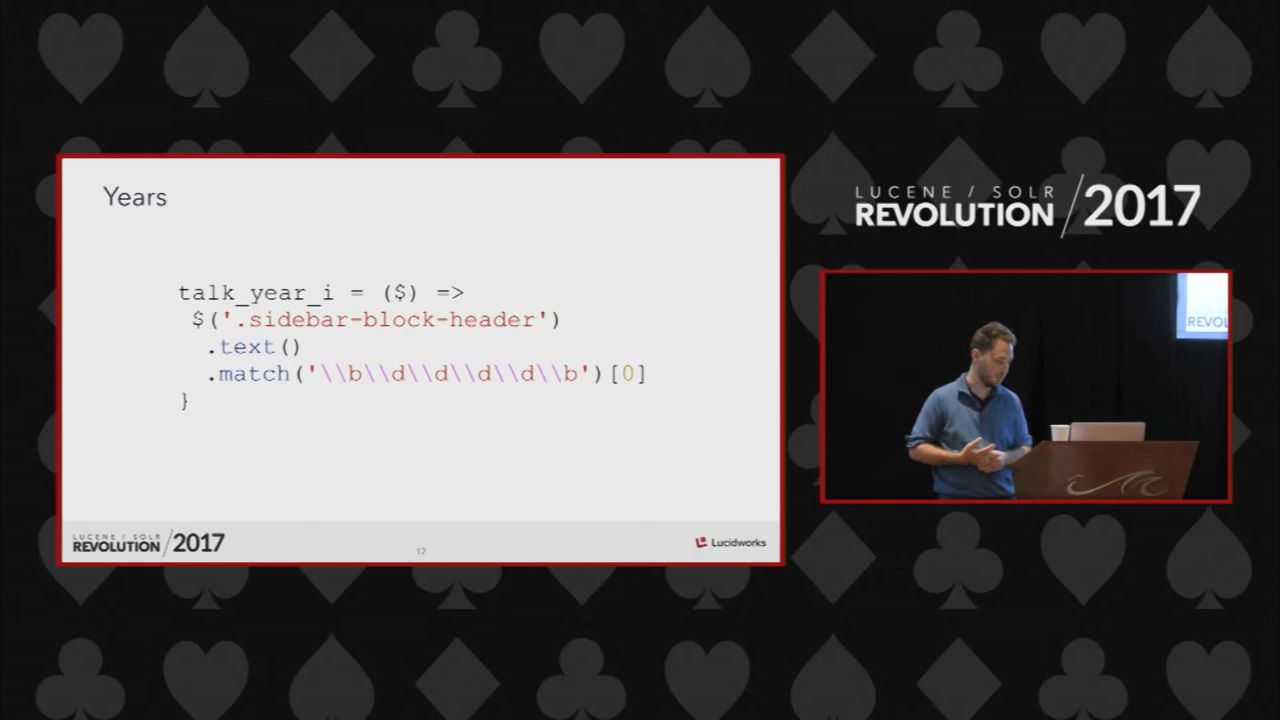 Years
talk_year_i = ($) =>
$('.sidebar-block-header')
.text()
.match('\\b\\d\\d\\d\\d\\b')[0]
}
LUCENE / SOLR
REVOLUTION / 2017
12
Lucidworks
LUCENE / SOLR
REVOLUTION / 2017
REVOL